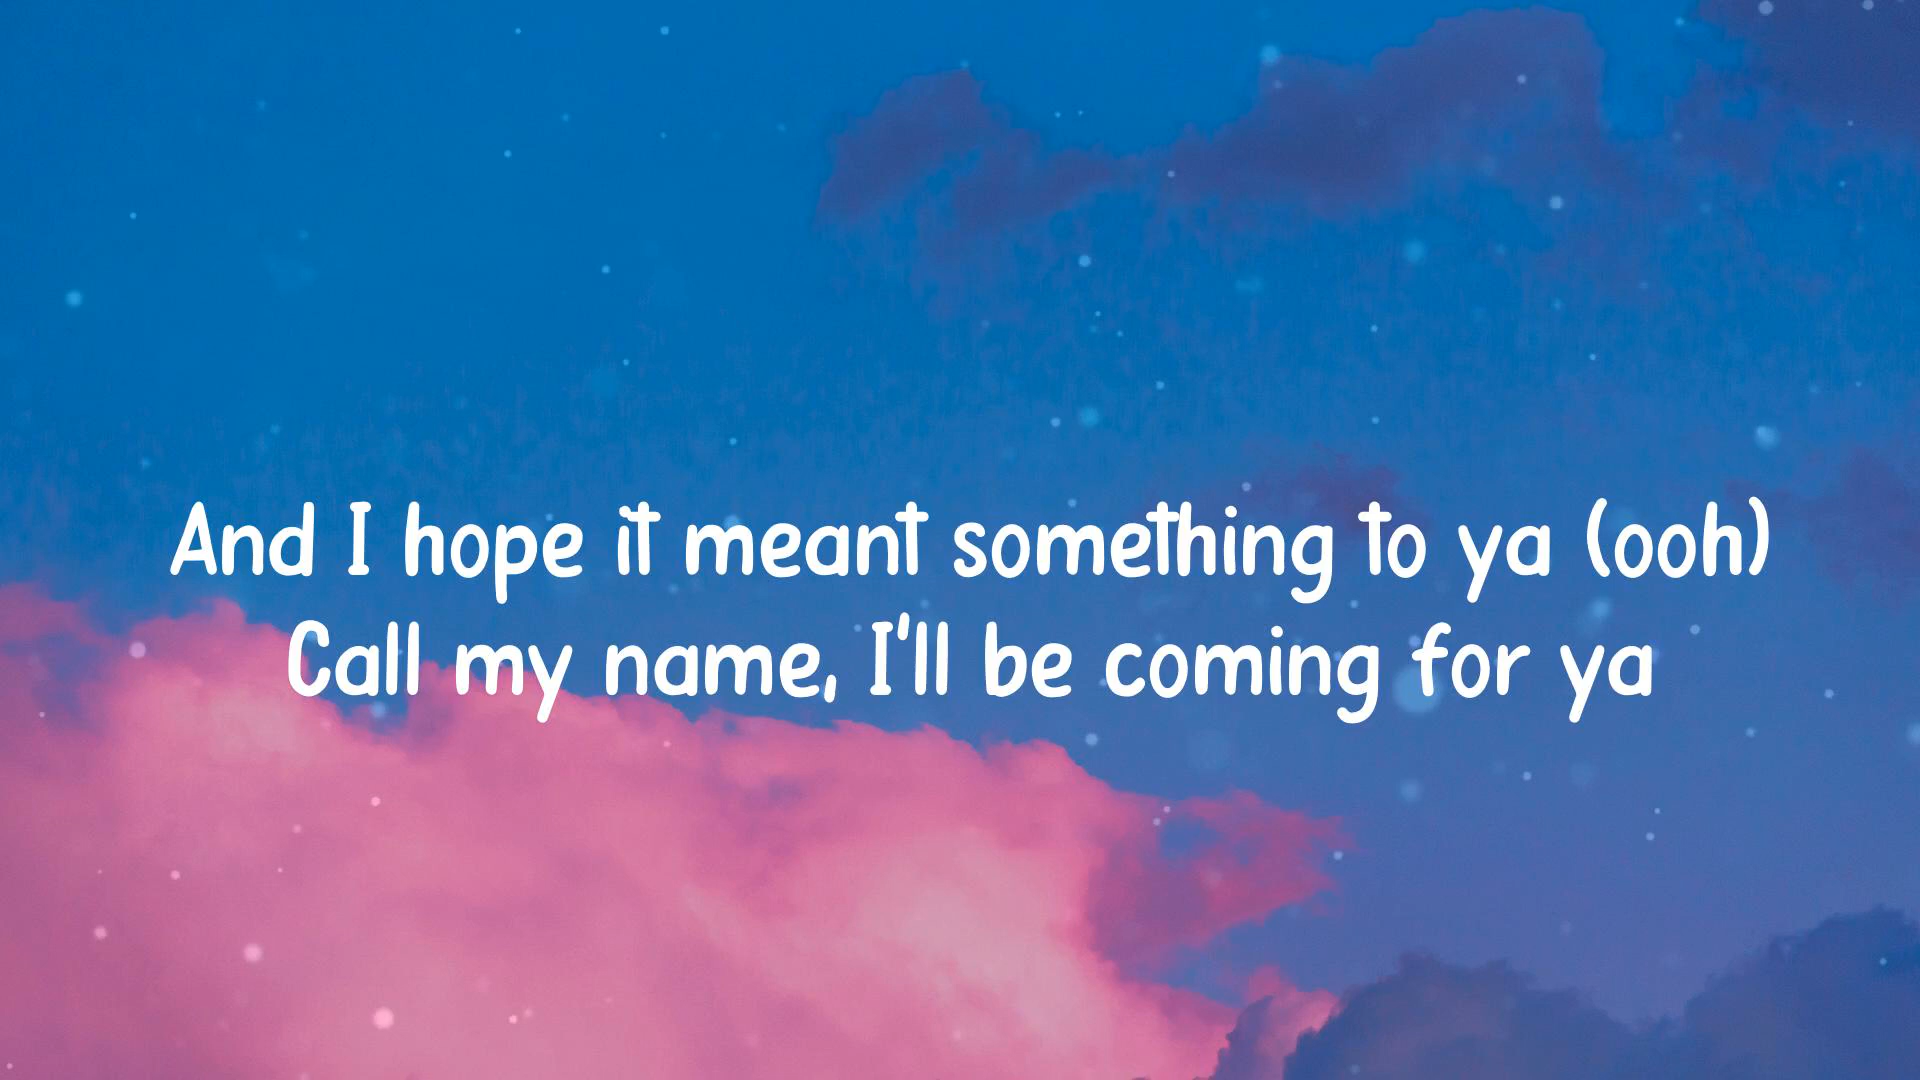 And I hope it meant something to ya (ooh)
Call my name, I'll be coming for ya